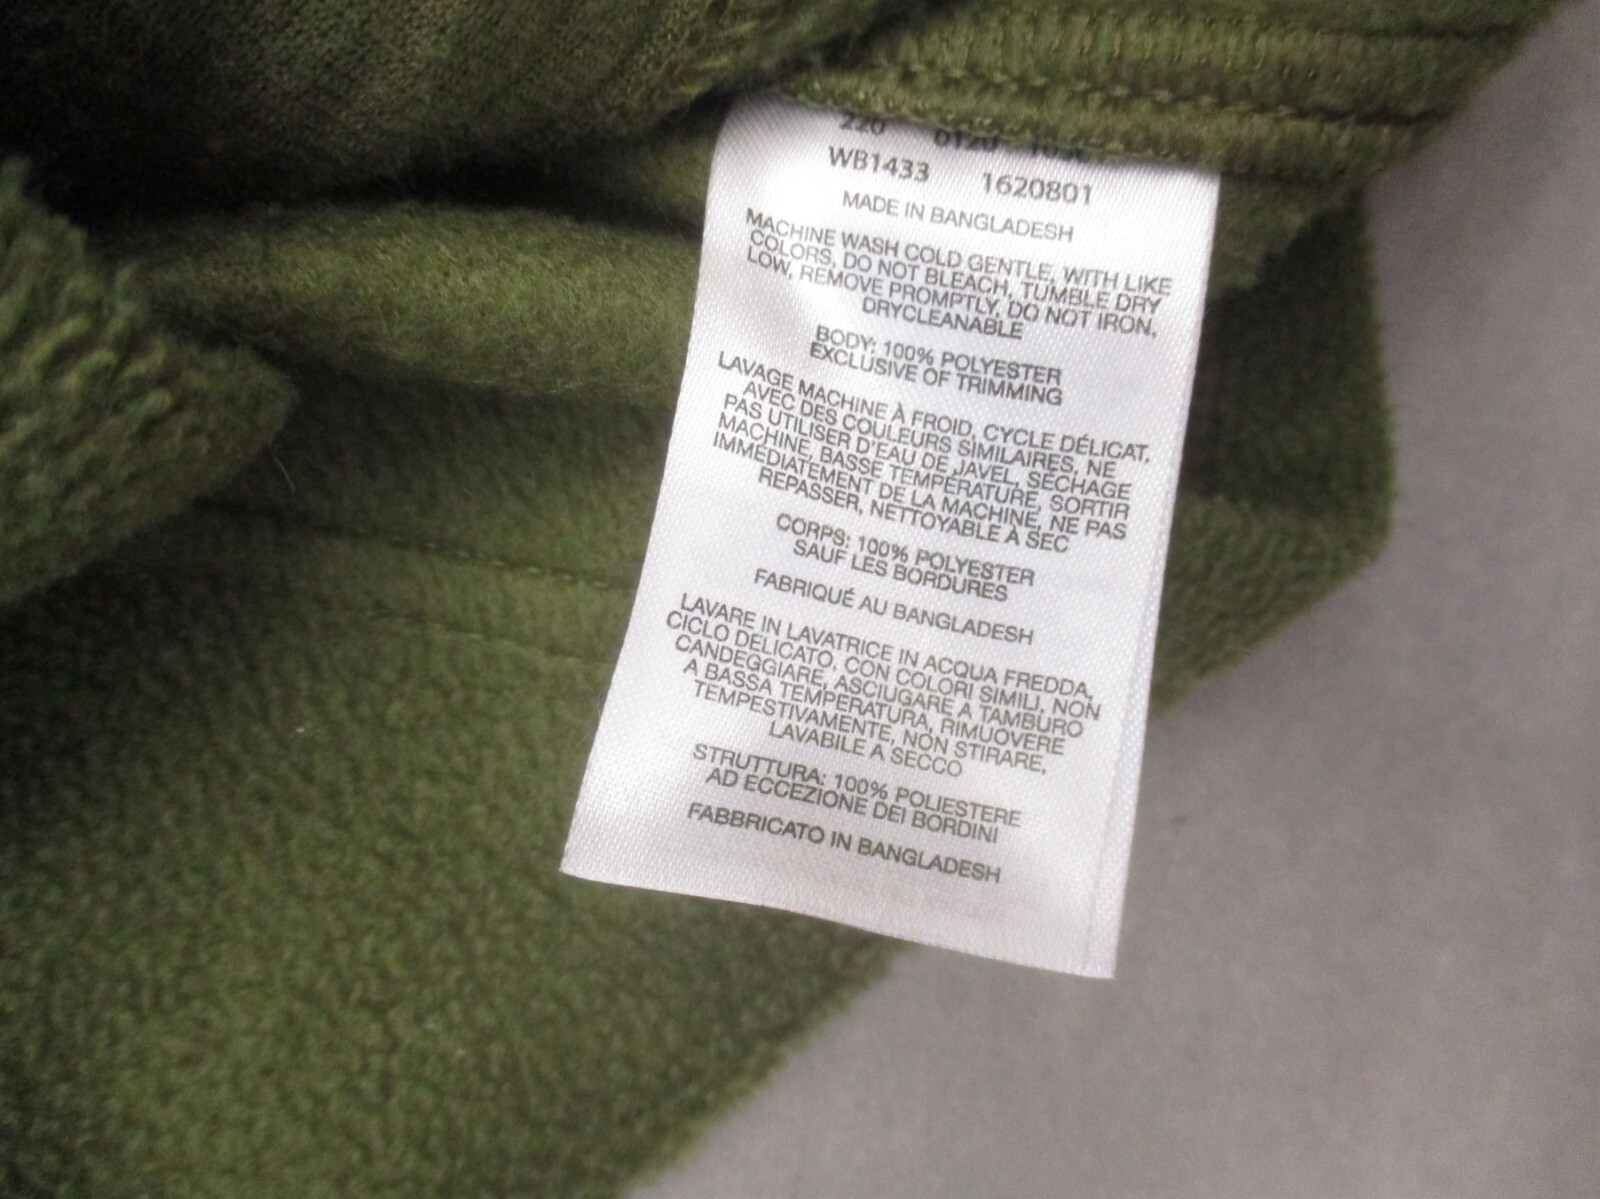 220
WB1433 1620801
MADE IN BANGLADESH
MACHINE WASH COLD GENTLE, WITH LIKE
COLORS, DO NOT BLEACH, TUMBLE DRY
LOW, REMOVE PROMPTLY, DO NOT IRON,
DRYCLEANABLE
BODY: 100% POLYESTER
EXCLUSIVE OF TRIMMING
LAVAGE MACHINE À FROID, CYCLE DÉLICAT,
AVEC DES COULEURS SIMILAIRES, NE
PAS UTILISER D'EAU DE JAVEL, SÉCHAGE
MACHINE, BASSE TEMPÉRATURE, SORTIR
IMMÉDIATEMENT DE LA MACHINE, NE PAS
REPASSER, NETTOYABLE À SEC
CORPS: 100% POLYESTER
SAUF LES BORDURES
FABRIQUÉ AU BANGLADESH
LAVARE IN LAVATRICE IN ACQUA FREDDA,
CICLO DELICATO, CON COLORI SIMILI, NON
CANDEGGIARE, ASCIUGARE A TAMBURO
A BASSA TEMPERATURA, RIMUOVERE
TEMPESTIVAMENTE, NON STIRARE,
LAVABILE A SECCO
STRUTTURA: 100% POLIESTERE
AD ECCEZIONE DEI BORDINI
FABBRICATO IN BANGLADESH